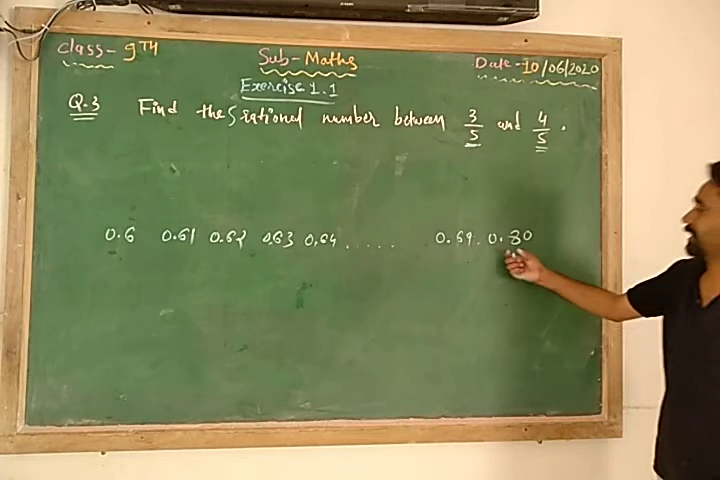 Class- 9TH Sub- Maths Date- 10/06/2020
Exercise 1.1
Q.3 Find the 5 rational number between 3/5 and 4/5.
0.6 0.61 0.62 0.63 0.64 ..... 0.69. 0.80